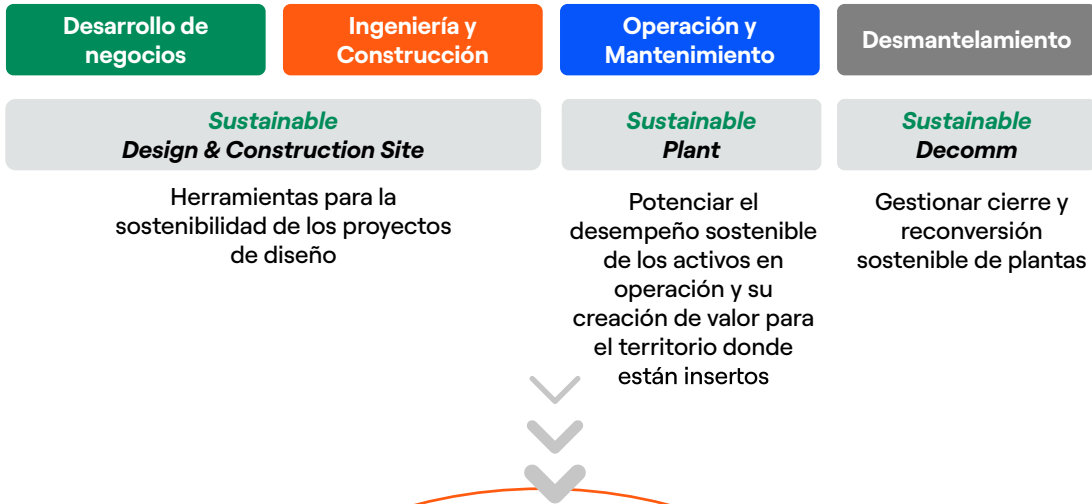 Desarrollo de
negocios
Ingeniería y
Construcción
Operación y
Mantenimiento
Desmantelamiento
Sustainable
Design & Construction Site
Sustainable
Plant
Sustainable
Decomm
Herramientas para la
sostenibilidad de los proyectos
de diseño
Potenciar el
desempeño sostenible
de los activos en
operación y su
creación de valor para
el territorio donde
están insertos
Gestionar cierre y
reconversión
sostenible de plantas